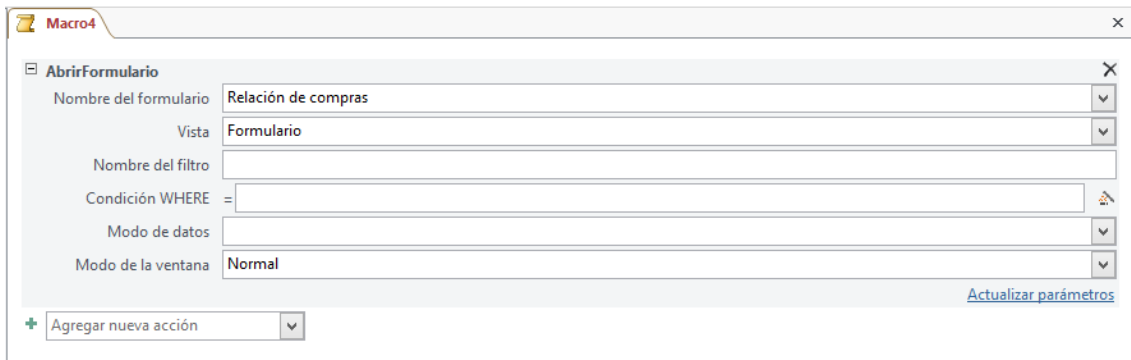 Macro4
AbrirFormulario
Nombre del formulario Relación de compras
Vista Formulario
Nombre del filtro
Condición WHERE =
Modo de datos
Modo de la ventana Normal
Actualizar parámetros
Agregar nueva acción